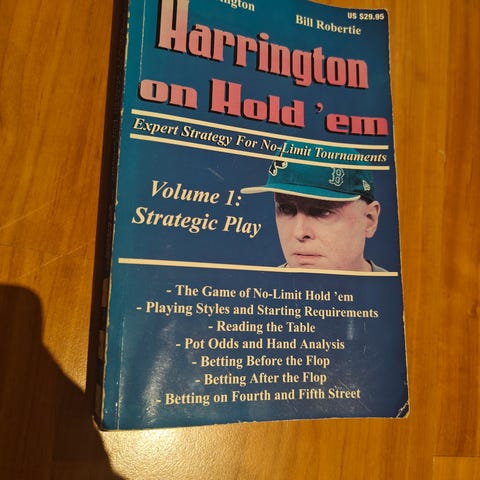 Bill Robertie
US $29.95
Harrington
on Hold 'em
Expert Strategy For No-Limit Tournaments
Volume 1:
Strategic Play
B
- The Game of No-Limit Hold 'em
- Playing Styles and Starting Requirements
- Reading the Table
- Pot Odds and Hand Analysis
- Betting Before the Flop
- Betting After the Flop
- Betting on Fourth and Fifth Street